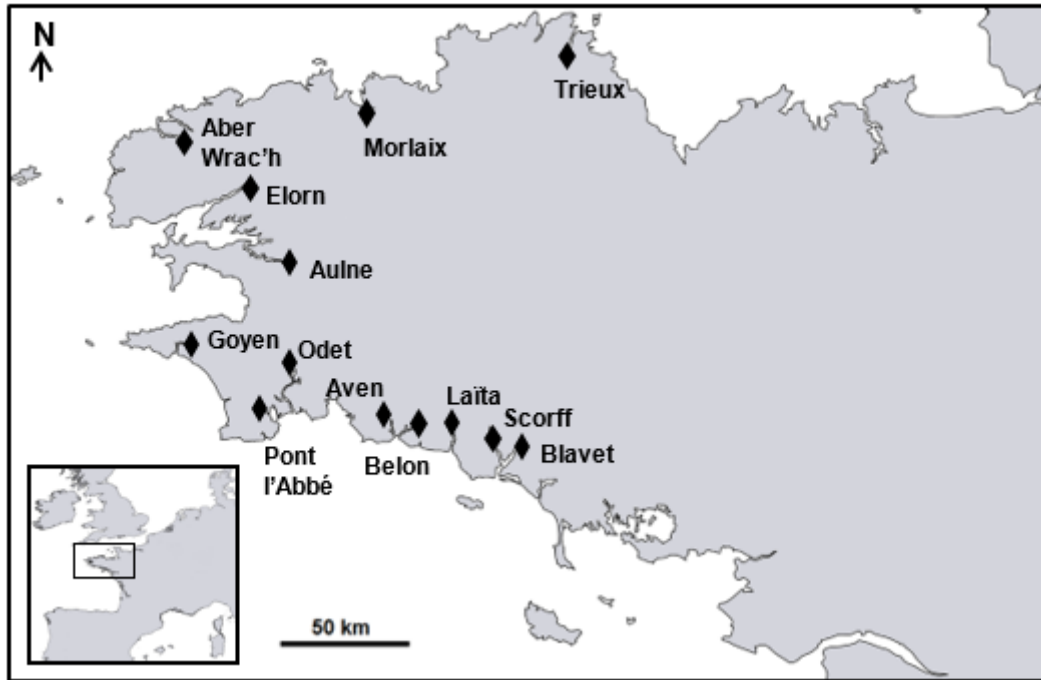 N
Trieux
Aber
Wrac'h
Morlaix
Elorn
Aulne
Goyen
Odet
Aven
Laïta
Scorff
Blavet
Belon
Pont
l'Abbé
50 km